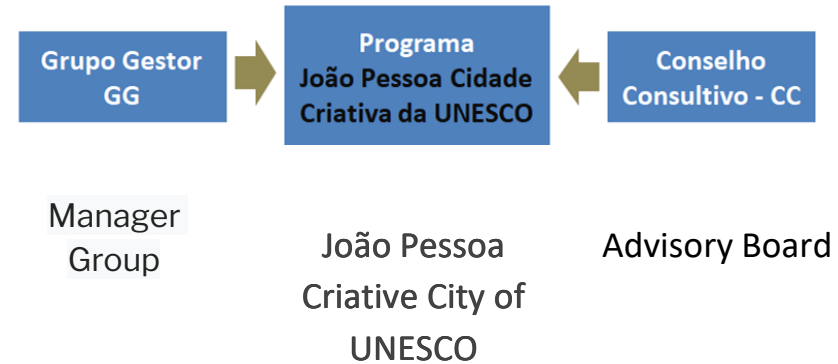 Grupo Gestor
GG
Programa
João Pessoa Cidade
Criativa da UNESCO
Conselho
Consultivo - CC
Manager
Group
João Pessoa
Criative City of
UNESCO
Advisory Board